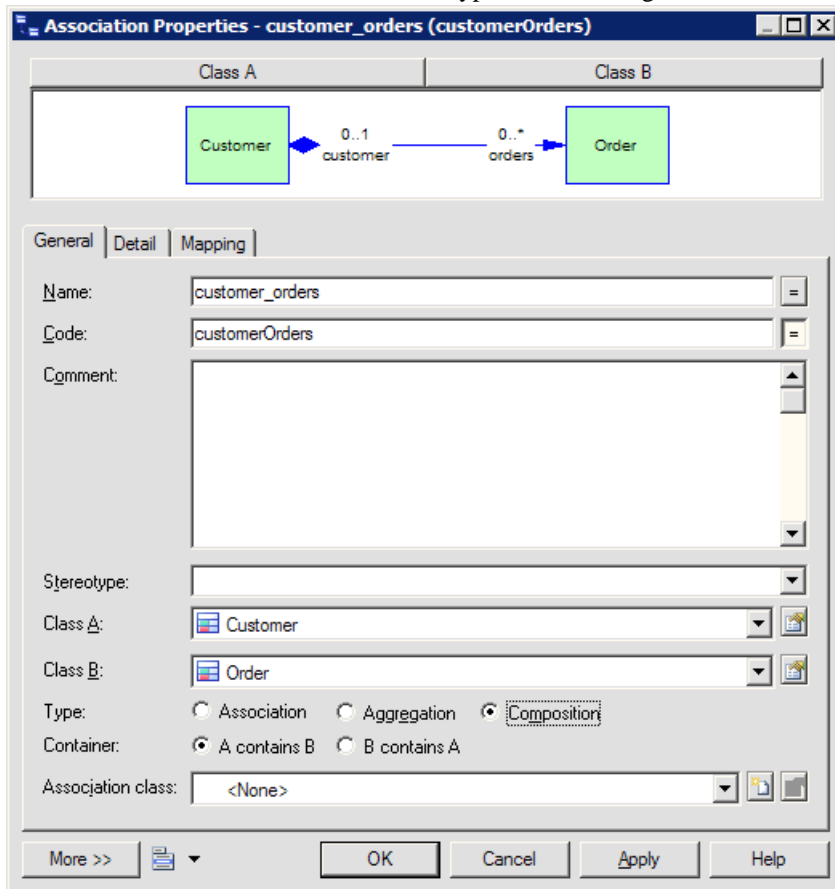 Association Properties - customer_orders (customerOrders)
Class A Class B
Customer 0..1 customer 0..* orders Order
General Detail Mapping
Name: customer_orders =
Code: customerOrders =
Comment:
Stereotype:
Class A: Customer
Class B: Order
Type: Association Aggregation Composition
Container: A contains B B contains A
Association class: <None>
More >> OK Cancel Apply Help